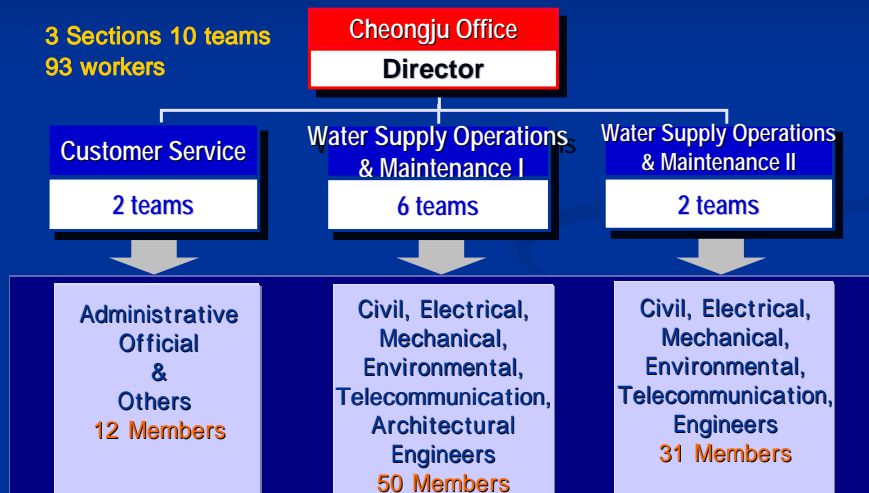 3 Sections 10 teams
93 workers
Cheongju Office
Director
Customer Service
2 teams
Water Supply Operations
& Maintenance I
6 teams
Water Supply Operations
& Maintenance II
2 teams
Administrative
Official
&
Others
12 Members
Civil, Electrical,
Mechanical,
Environmental,
Telecommunication,
Architectural
Engineers
50 Members
Civil, Electrical,
Mechanical,
Environmental,
Telecommunication,
Engineers
31 Members